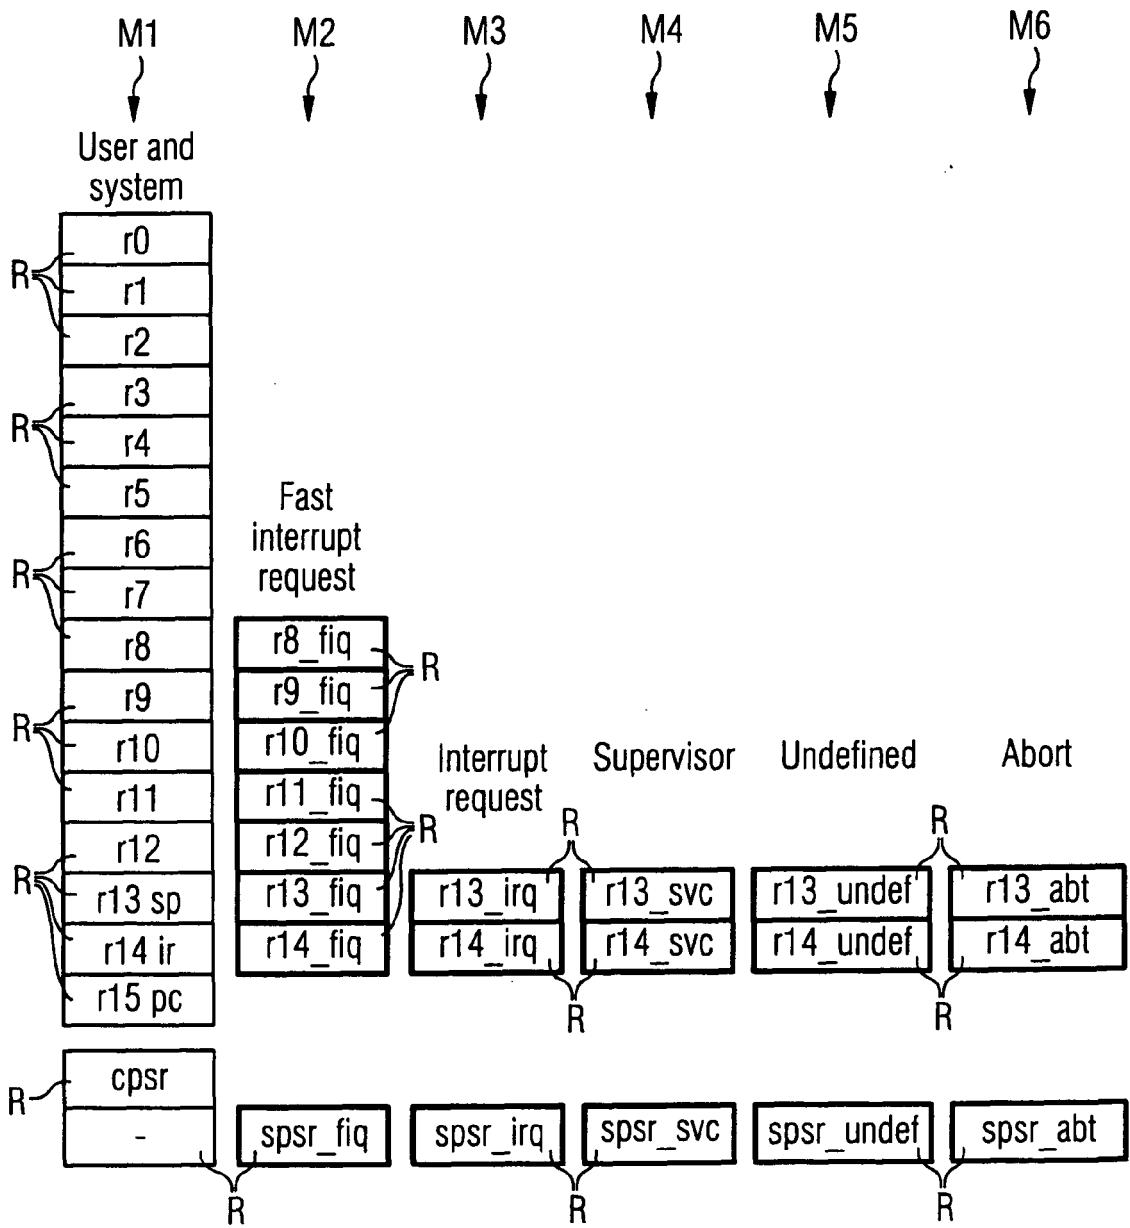 M1 M2 M3 M4 M5 M6
User and
system
r0
R
r1
r2
r3
R
r4
r5
Fast
interrupt
request
r6
R
r7
r8
r8_fiq
R
r9
r9_fiq
R
r10
r10_fiq
r11
r11_fiq
R
Interrupt
request
Supervisor
Undefined
Abort
r12
r12_fiq
R
R
R
r13 sp
r13_fiq
r13_irq
r13_svc
r13_undef
r13_abt
r14 ir
r14_fiq
r14_irq
r14_svc
r14_undef
r14_abt
r15 pc
R
R
cpsr
R
-
spsr_fiq
spsr_irq
spsr_svc
spsr_undef
spsr_abt
R
R
R